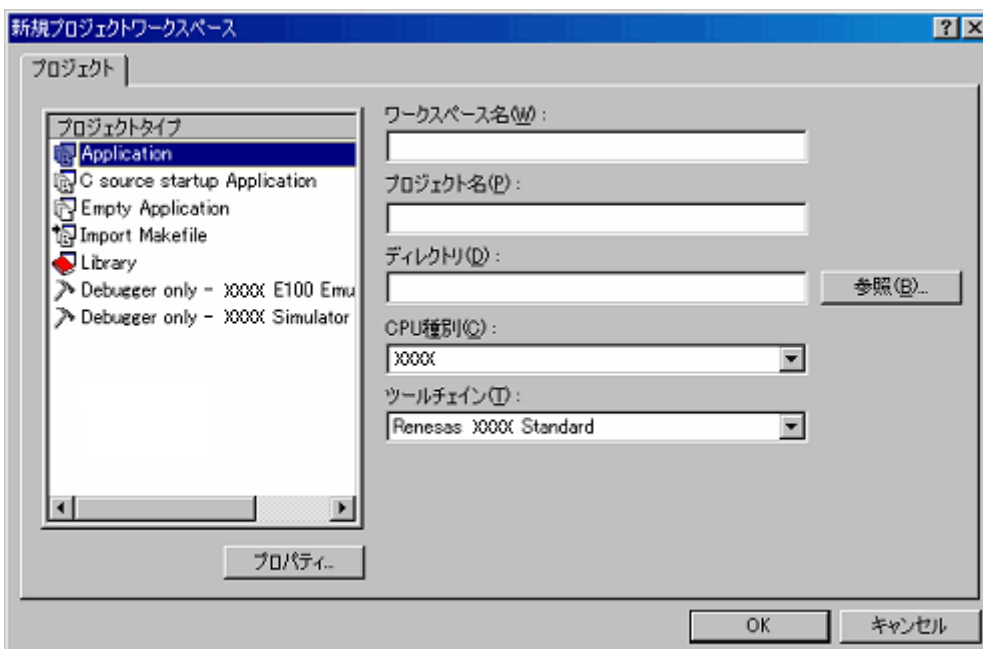 新規プロジェクトワークスペース
プロジェクト
プロジェクトタイプ
Application
C source startup Application
Empty Application
Import Makefile
Library
Debugger only - XXXX E100 Emu
Debugger only - XXXX Simulator
プロパティ...
ワークスペース名(W):
プロジェクト名(P):
ディレクトリ(D):
参照(B)...
CPU種別(C):
XXXX
ツールチェイン(T):
Renesas XXXX Standard
OK
キャンセル